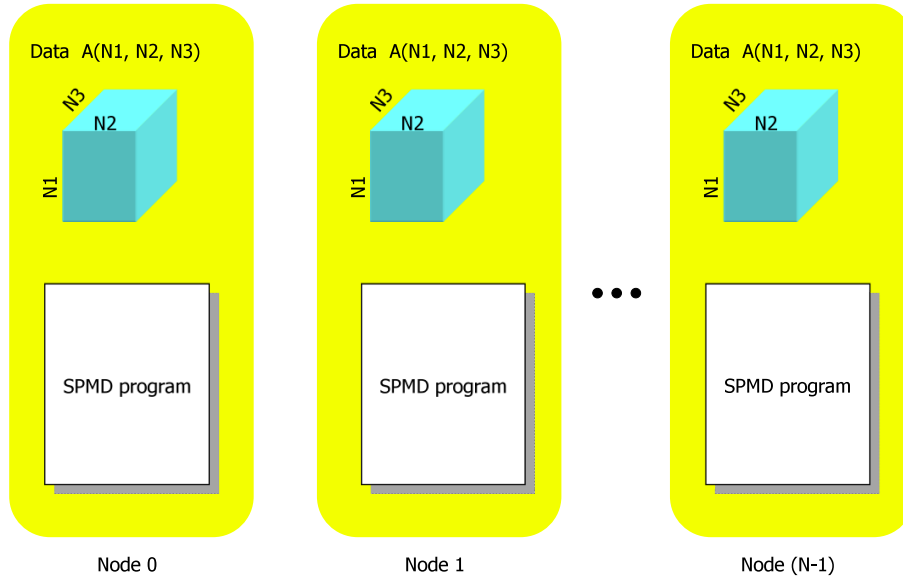 Data A(N1, N2, N3)
N3
N2
N1
SPMD program
Node 0
Data A(N1, N2, N3)
N3
N2
N1
SPMD program
Node 1
Data A(N1, N2, N3)
N3
N2
N1
SPMD program
Node (N-1)